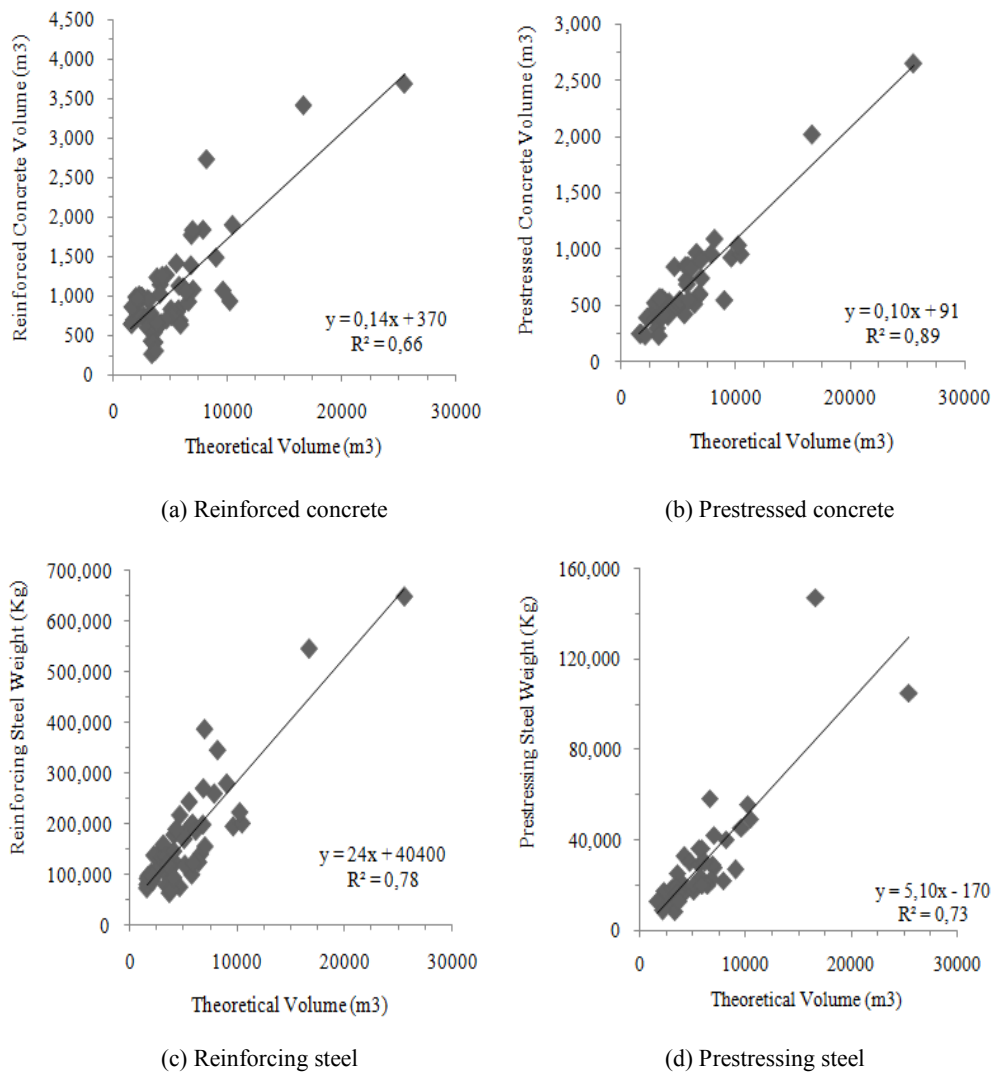 Reinforced Concrete Volume (m3)
4,500
4,000
3,500
3,000
2,500
2,000
1,500
1,000
500
0
y = 0,14x + 370
R² = 0,66
0 10000 20000 30000
Theoretical Volume (m3)
(a) Reinforced concrete
Prestressed Concrete Volume (m3)
3,000
2,500
2,000
1,500
1,000
500
0
y = 0,10x + 91
R² = 0,89
0 10000 20000 30000
Theoretical Volume (m3)
(b) Prestressed concrete
Reinforcing Steel Weight (Kg)
700,000
600,000
500,000
400,000
300,000
200,000
100,000
0
y = 24x + 40400
R² = 0,78
0 10000 20000 30000
Theoretical Volume (m3)
(c) Reinforcing steel
Prestressing Steel Weight (Kg)
160,000
120,000
80,000
40,000
0
y = 5,10x - 170
R² = 0,73
0 10000 20000 30000
Theoretical Volume (m3)
(d) Prestressing steel